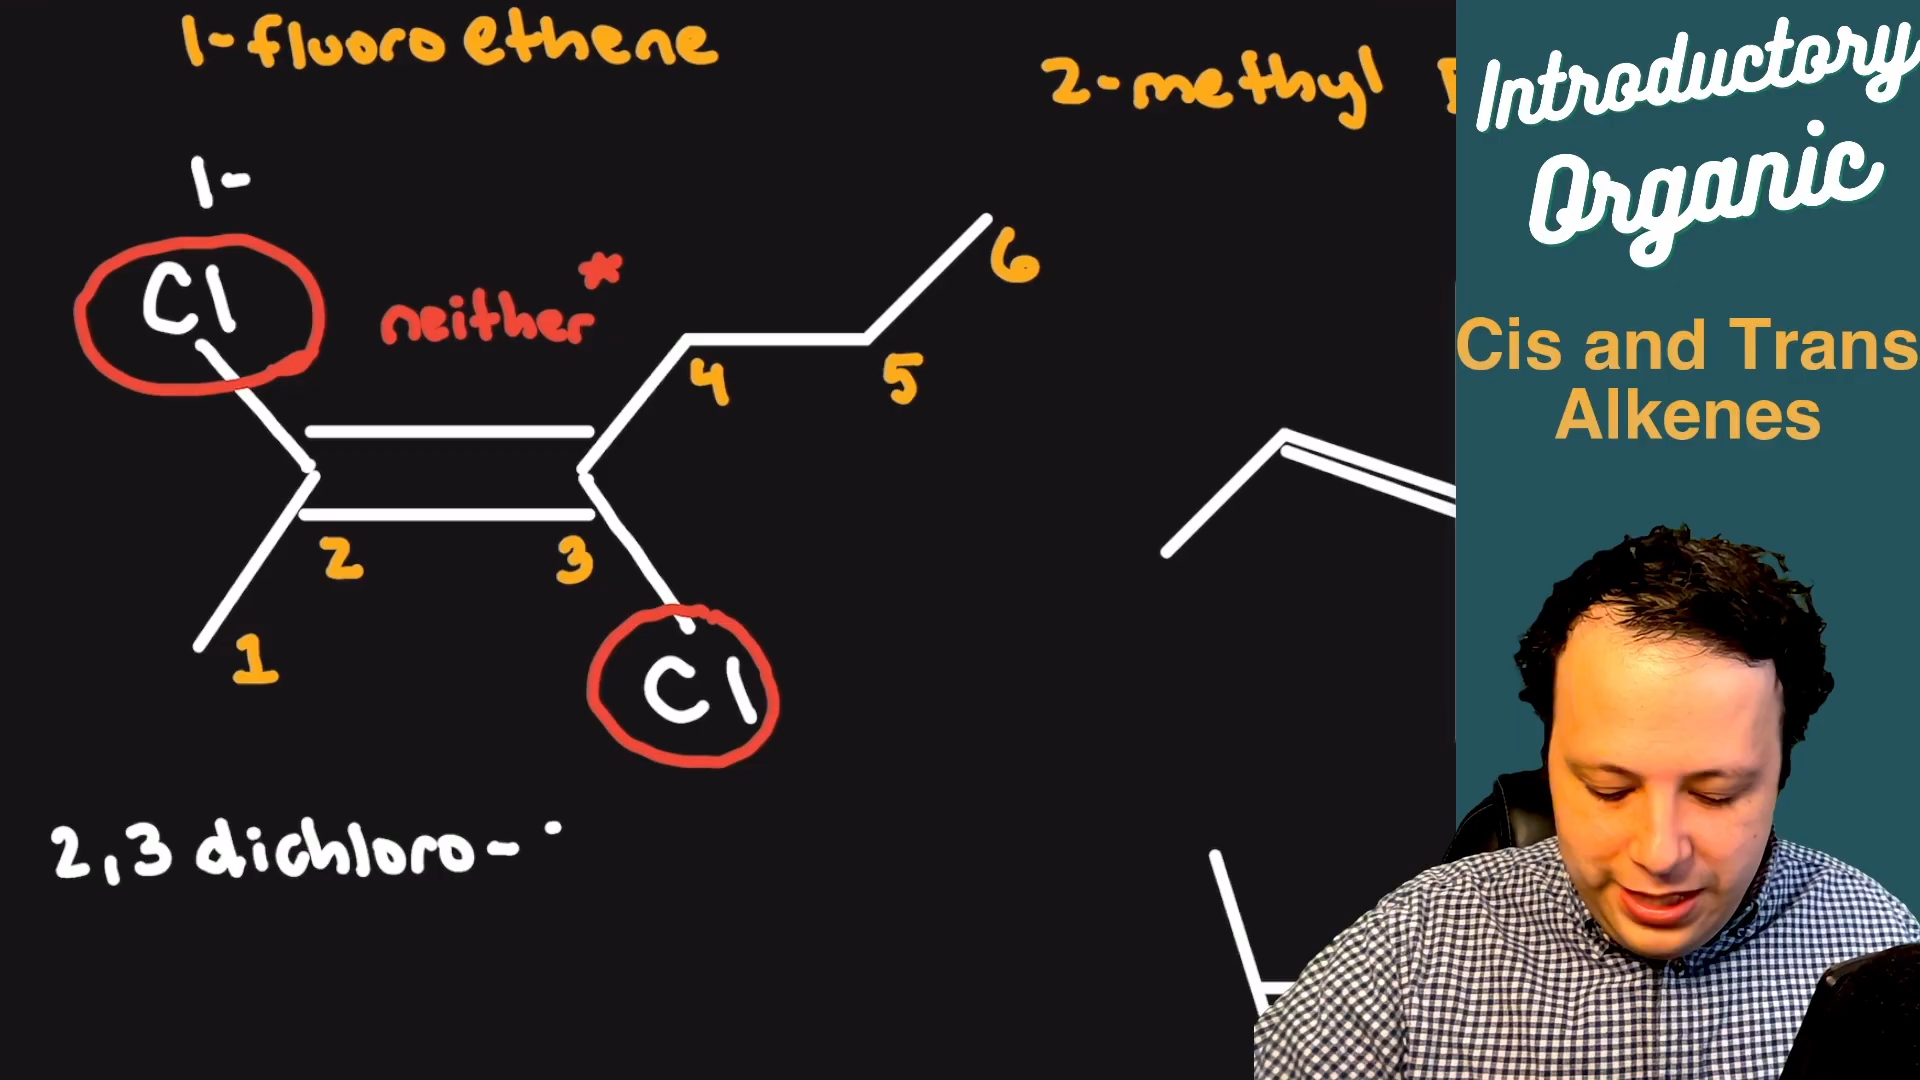 1-fluoro ethene
2-methyl
1-
Cl
neither*
6
4
5
2
3
1
Cl
2,3 dichloro-
Introductory
Organic
Cis and Trans
Alkenes